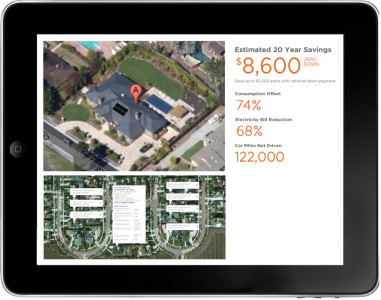 Estimated 20 Year Savings
$8,600 ZERO DOWN
Save up to $2,200 extra with optional down-payment
Consumption Offset
74%
Electricity Bill Reduction
68%
Car Miles Not Driven
122,000
A